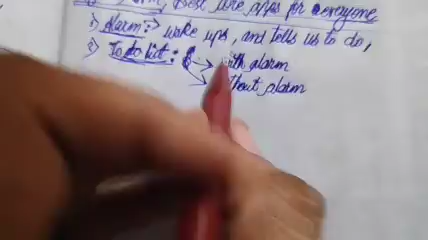 Best life apps for everyone
1) Alarm:→ wake ups, and tells us to do,
2) To do list: → with alarm
→ without alarm